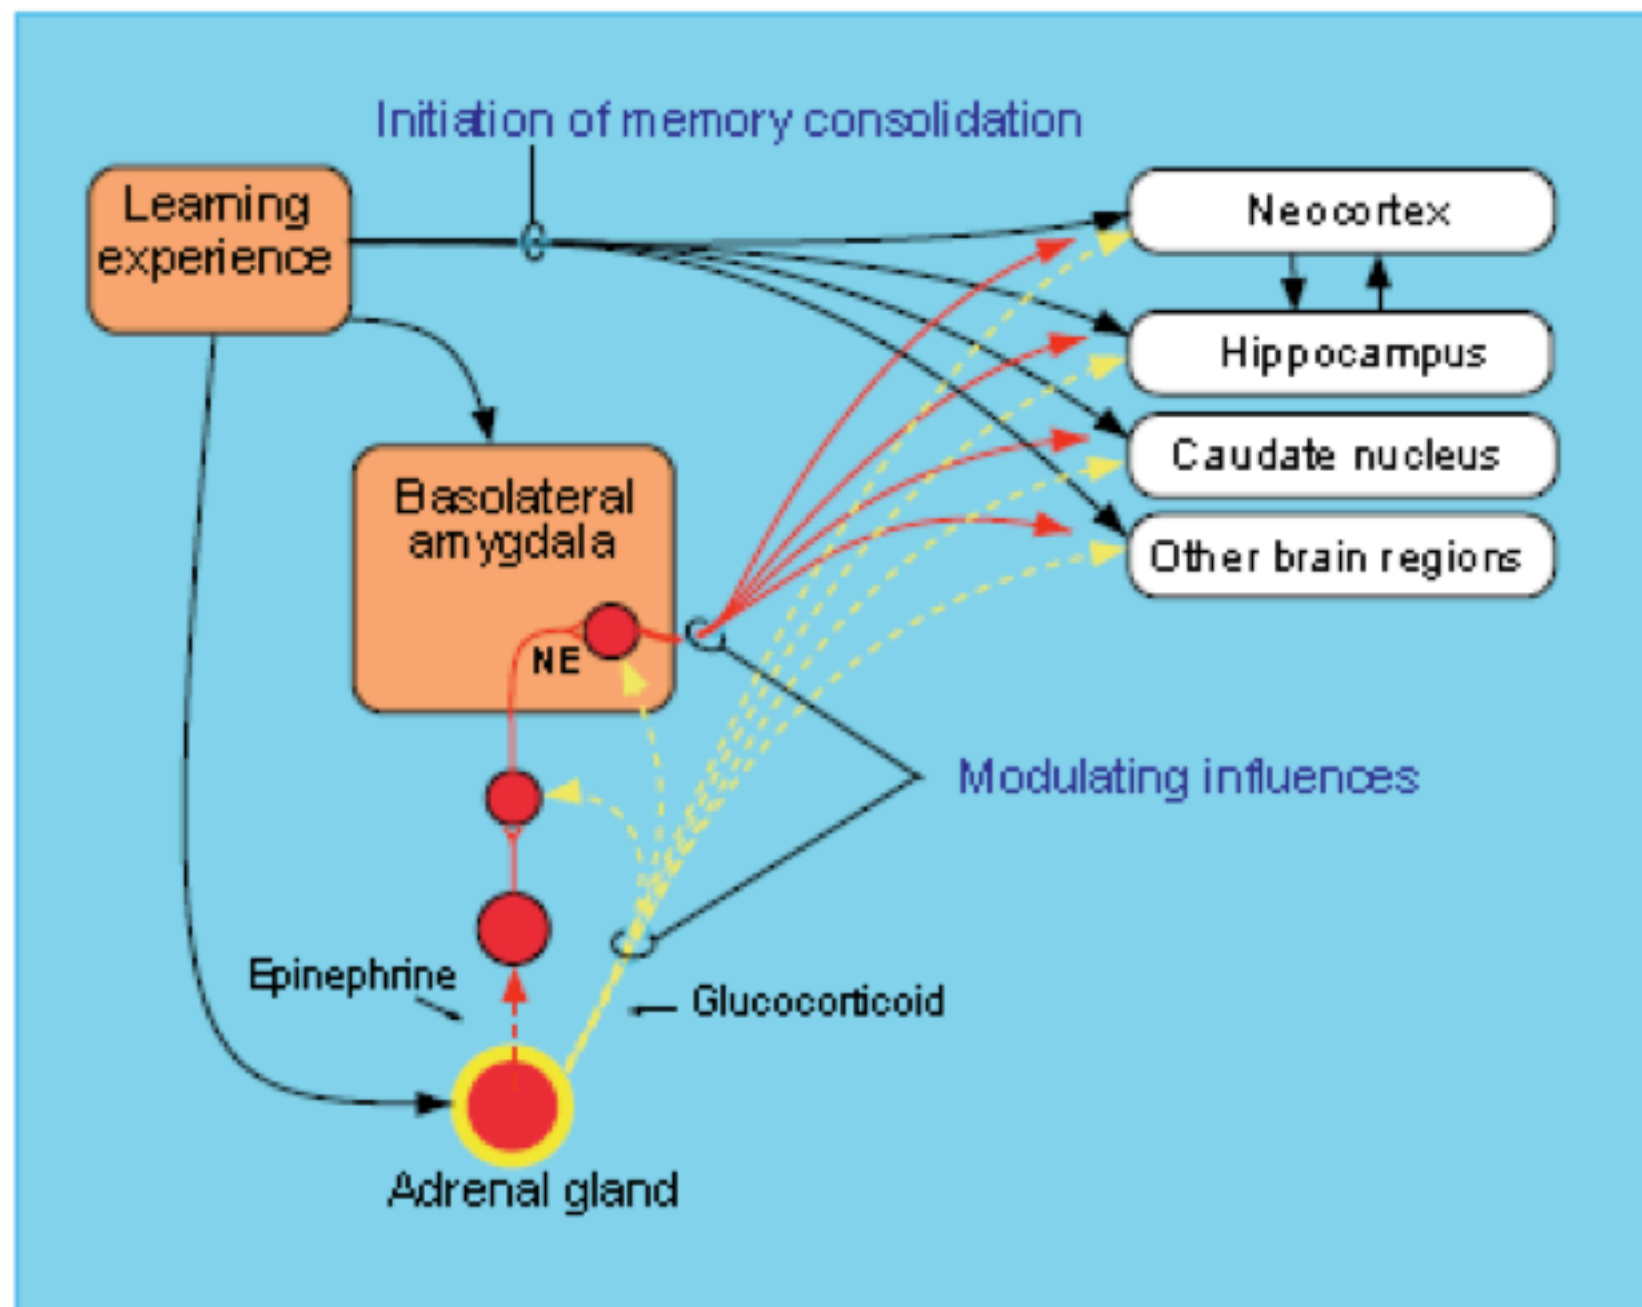 Initiation of memory consolidation
Learning
experience
Neocortex
Hippocampus
Caudate nucleus
Other brain regions
Basolateral
amygdala
NE
Modulating influences
Epinephrine
Glucocorticoid
Adrenal gland